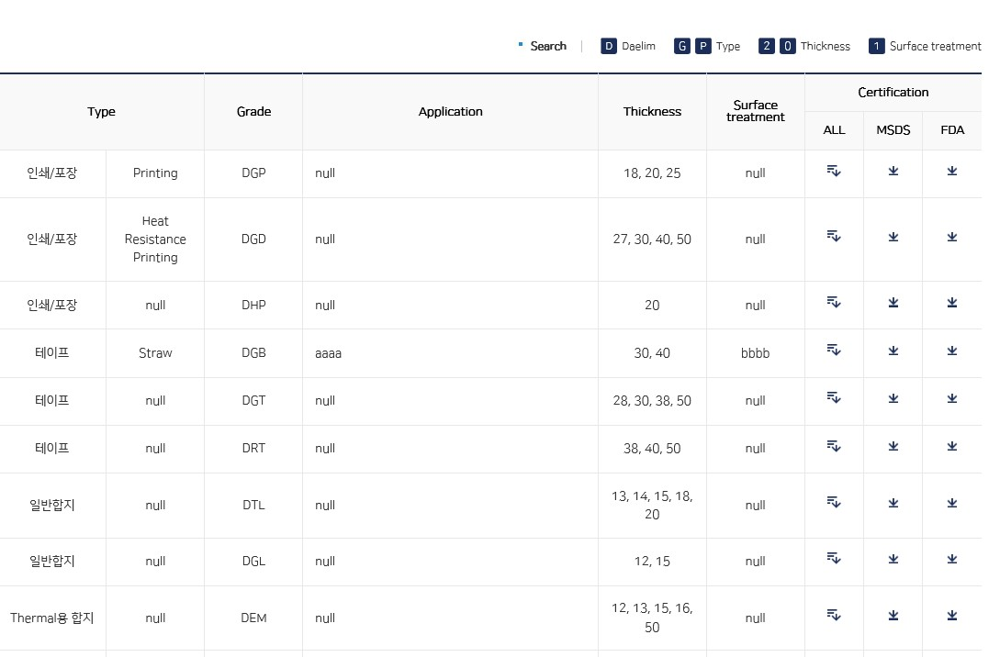 Search D Daelim G P Type 2 0 Thickness 1 Surface treatment
Type Grade Application Thickness Surface treatment Certification
ALL MSDS FDA
인쇄/포장 Printing DGP null 18, 20, 25 null
인쇄/포장 Heat Resistance Printing DGD null 27, 30, 40, 50 null
인쇄/포장 null DHP null 20 null
테이프 Straw DGB aaaa 30, 40 bbbb
테이프 null DGT null 28, 30, 38, 50 null
테이프 null DRT null 38, 40, 50 null
일반합지 null DTL null 13, 14, 15, 18, 20 null
일반합지 null DGL null 12, 15 null
Thermal용 합지 null DEM null 12, 13, 15, 16, 50 null